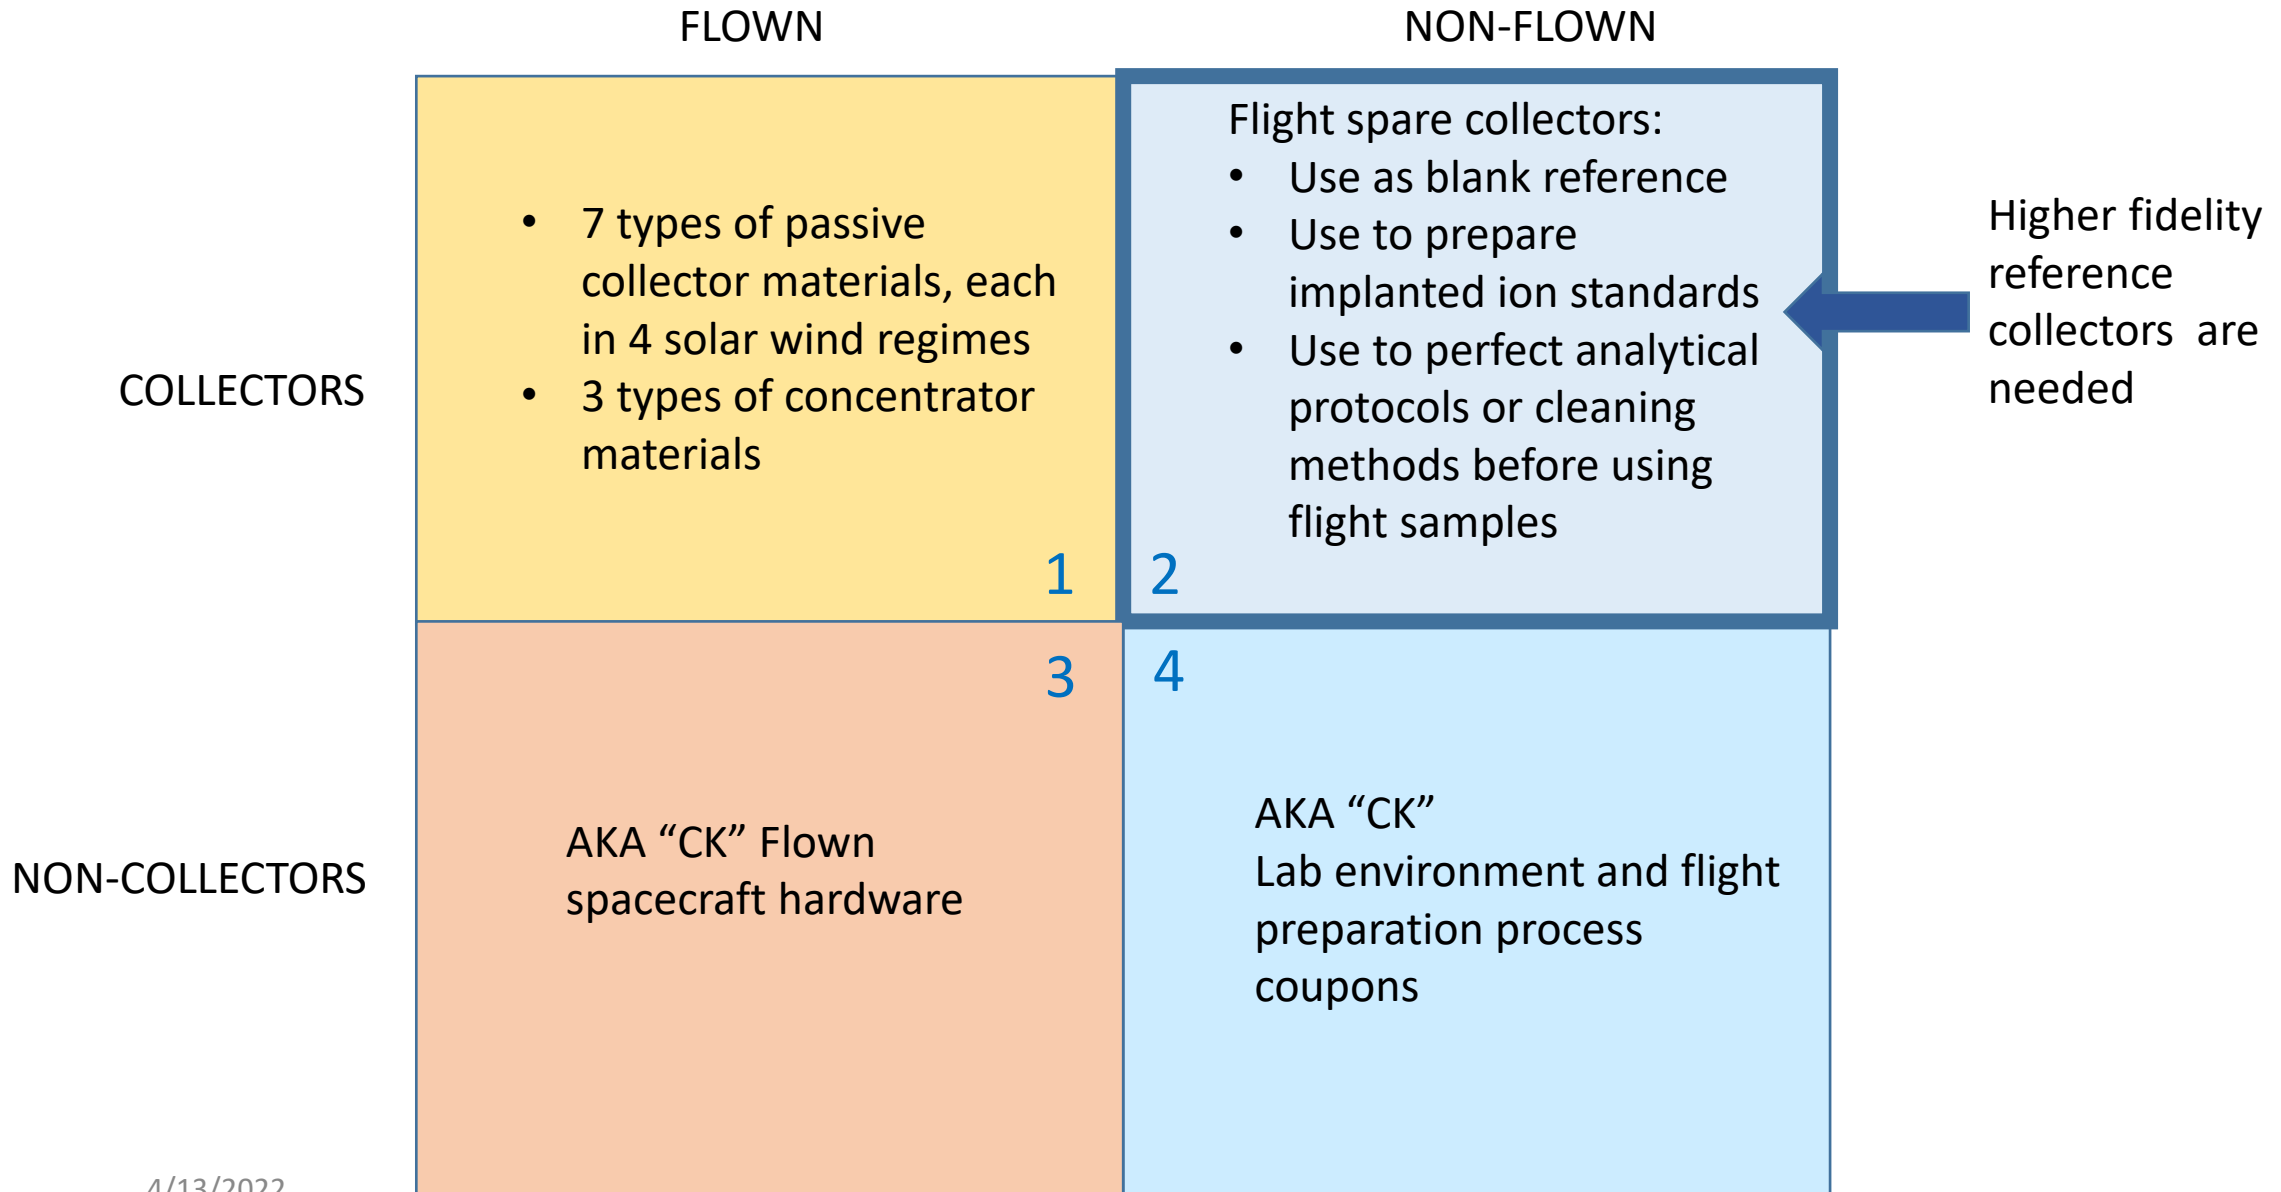 FLOWN
NON-FLOWN
COLLECTORS
• 7 types of passive
collector materials, each
in 4 solar wind regimes
• 3 types of concentrator
materials
1
Flight spare collectors:
• Use as blank reference
• Use to prepare
implanted ion standards
• Use to perfect analytical
protocols or cleaning
methods before using
flight samples
2
Higher fidelity
reference
collectors are
needed
NON-COLLECTORS
3
AKA “CK” Flown
spacecraft hardware
4
AKA “CK”
Lab environment and flight
preparation process
coupons
4/13/2022